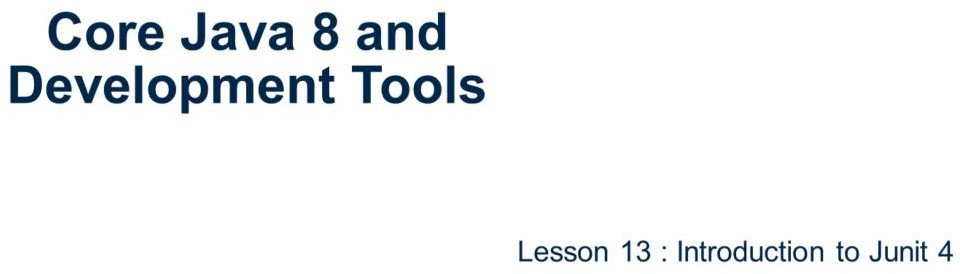 Core Java 8 and
Development Tools
Lesson 13 : Introduction to Junit 4